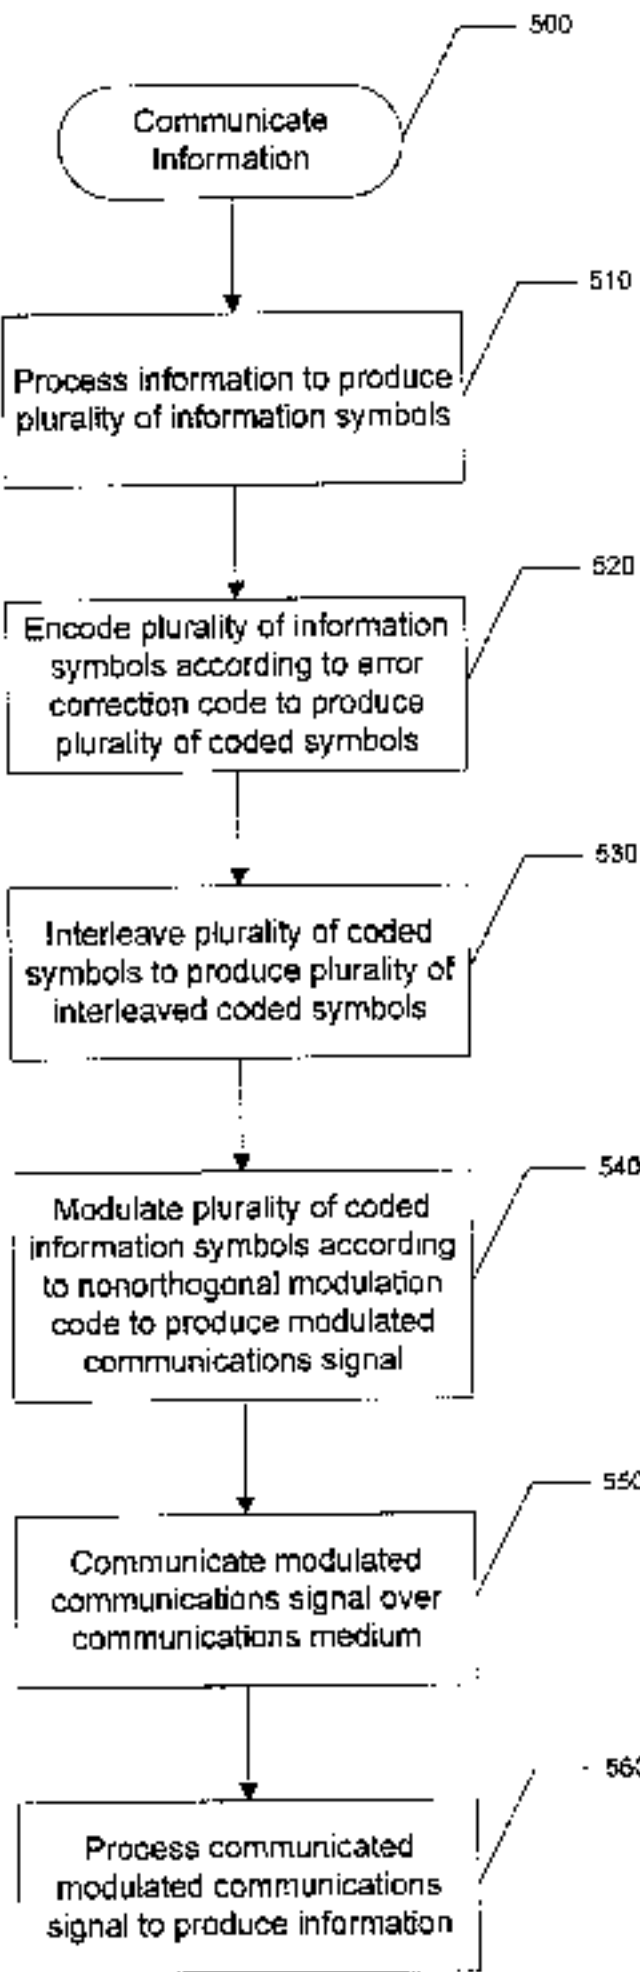 500
Communicate
Information
510
Process information to produce
plurality of information symbols
520
Encode plurality of information
symbols according to error
correction code to produce
plurality of coded symbols
530
Interleave plurality of coded
symbols to produce plurality of
interleaved coded symbols
540
Modulate plurality of coded
information symbols according
to nonorthogonal modulation
code to produce modulated
communications signal
550
Communicate modulated
communications signal over
communications medium
560
Process communicated
modulated communications
signal to produce information